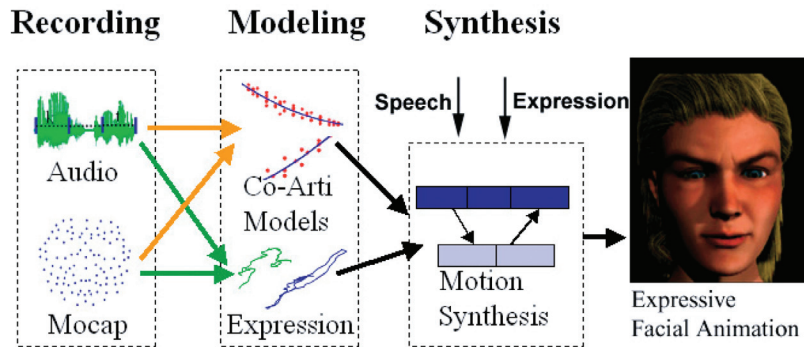 Recording
Modeling
Synthesis
Speech
Expression
Audio
Co-Arti
Models
Mocap
Expression
Motion
Synthesis
Expressive
Facial Animation